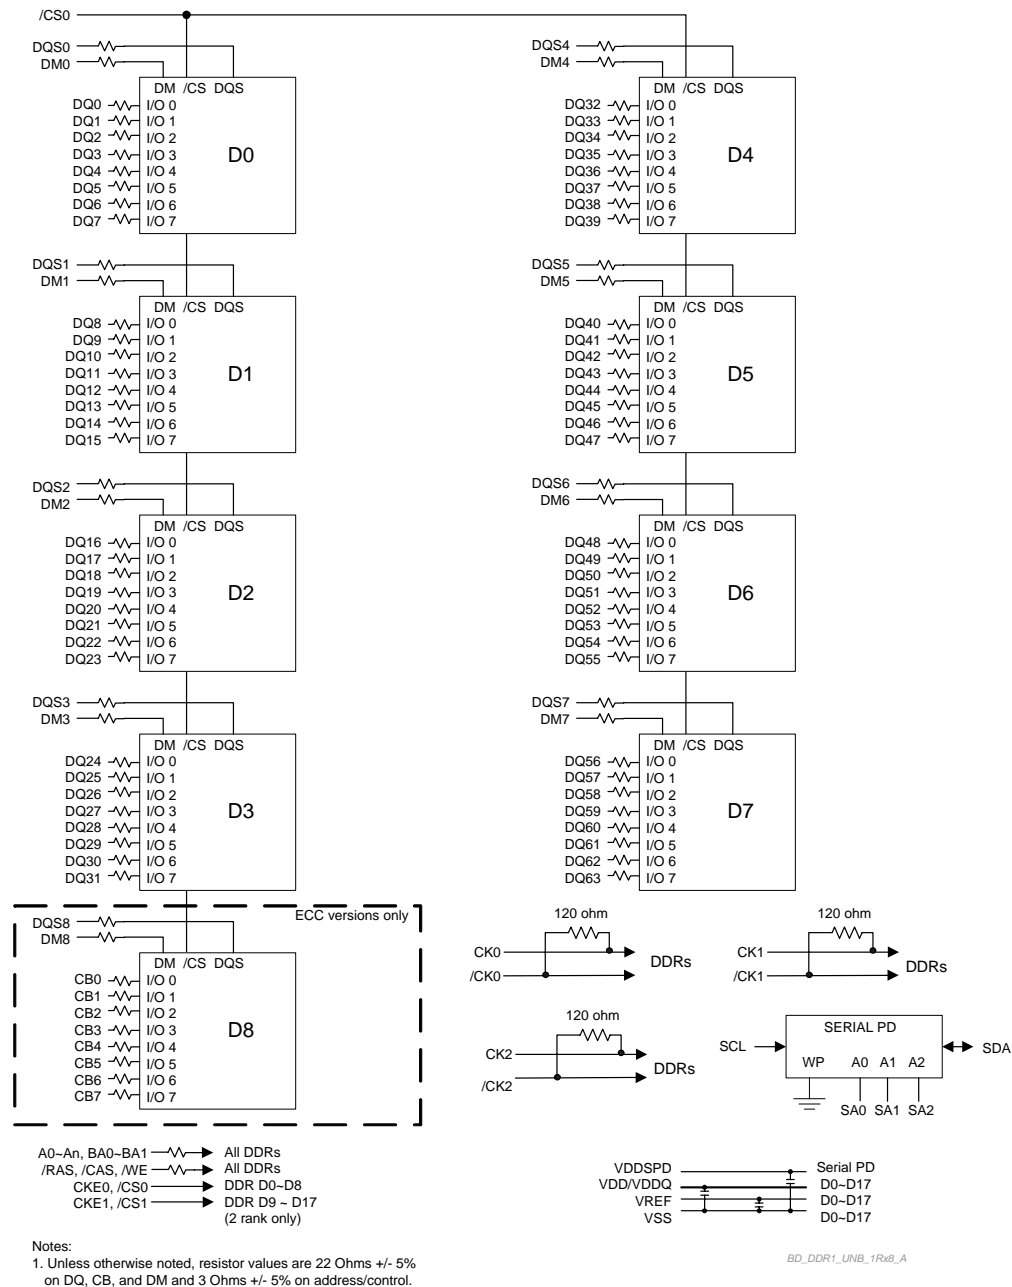 /CS0
DQS0
DM0
DM /CS DQS
DQ0 I/O 0
DQ1 I/O 1
DQ2 I/O 2
DQ3 I/O 3
DQ4 I/O 4
DQ5 I/O 5
DQ6 I/O 6
DQ7 I/O 7
D0
DQS4
DM4
DM /CS DQS
DQ32 I/O 0
DQ33 I/O 1
DQ34 I/O 2
DQ35 I/O 3
DQ36 I/O 4
DQ37 I/O 5
DQ38 I/O 6
DQ39 I/O 7
D4
DQS1
DM1
DM /CS DQS
DQ8 I/O 0
DQ9 I/O 1
DQ10 I/O 2
DQ11 I/O 3
DQ12 I/O 4
DQ13 I/O 5
DQ14 I/O 6
DQ15 I/O 7
D1
DQS5
DM5
DM /CS DQS
DQ40 I/O 0
DQ41 I/O 1
DQ42 I/O 2
DQ43 I/O 3
DQ44 I/O 4
DQ45 I/O 5
DQ46 I/O 6
DQ47 I/O 7
D5
DQS2
DM2
DM /CS DQS
DQ16 I/O 0
DQ17 I/O 1
DQ18 I/O 2
DQ19 I/O 3
DQ20 I/O 4
DQ21 I/O 5
DQ22 I/O 6
DQ23 I/O 7
D2
DQS6
DM6
DM /CS DQS
DQ48 I/O 0
DQ49 I/O 1
DQ50 I/O 2
DQ51 I/O 3
DQ52 I/O 4
DQ53 I/O 5
DQ54 I/O 6
DQ55 I/O 7
D6
DQS3
DM3
DM /CS DQS
DQ24 I/O 0
DQ25 I/O 1
DQ26 I/O 2
DQ27 I/O 3
DQ28 I/O 4
DQ29 I/O 5
DQ30 I/O 6
DQ31 I/O 7
D3
DQS7
DM7
DM /CS DQS
DQ56 I/O 0
DQ57 I/O 1
DQ58 I/O 2
DQ59 I/O 3
DQ60 I/O 4
DQ61 I/O 5
DQ62 I/O 6
DQ63 I/O 7
D7
ECC versions only
DQS8
DM8
DM /CS DQS
CB0 I/O 0
CB1 I/O 1
CB2 I/O 2
CB3 I/O 3
CB4 I/O 4
CB5 I/O 5
CB6 I/O 6
CB7 I/O 7
D8
120 ohm
CK0
/CK0
DDRs
120 ohm
CK1
/CK1
DDRs
120 ohm
CK2
/CK2
DDRs
SERIAL PD
SCL
SDA
WP A0 A1 A2
SA0 SA1 SA2
A0~An, BA0~BA1 All DDRs
/RAS, /CAS, /WE All DDRs
CKE0, /CS0 DDR D0~D8
CKE1, /CS1 DDR D9 ~ D17
(2 rank only)
VDDSPD Serial PD
VDD/VDDQ D0~D17
VREF D0~D17
VSS D0~D17
Notes:
1. Unless otherwise noted, resistor values are 22 Ohms +/- 5%
on DQ, CB, and DM and 3 Ohms +/- 5% on address/control.
BD_DDR1_UNB_1Rx8_A